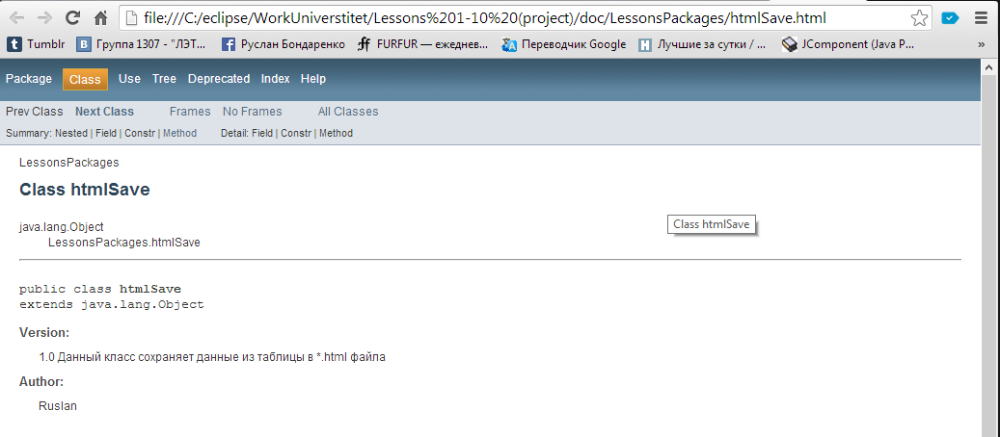 file:///C:/eclipse/WorkUniverstitet/Lessons%201-10%20(project)/doc/LessonsPackages/htmlSave.html
Tumblr Группа 1307 - "ЛЭТ... Руслан Бондаренко FURFUR — ежеднев... Переводчик Google Лучшие за сутки / ... JComponent (Java P... »
Package Class Use Tree Deprecated Index Help
Prev Class Next Class Frames No Frames All Classes
Summary: Nested | Field | Constr | Method Detail: Field | Constr | Method
LessonsPackages
Class htmlSave
java.lang.Object
Class htmlSave
LessonsPackages.htmlSave
public class htmlSave
extends java.lang.Object
Version:
1.0 Данный класс сохраняет данные из таблицы в *.html файла
Author:
Ruslan